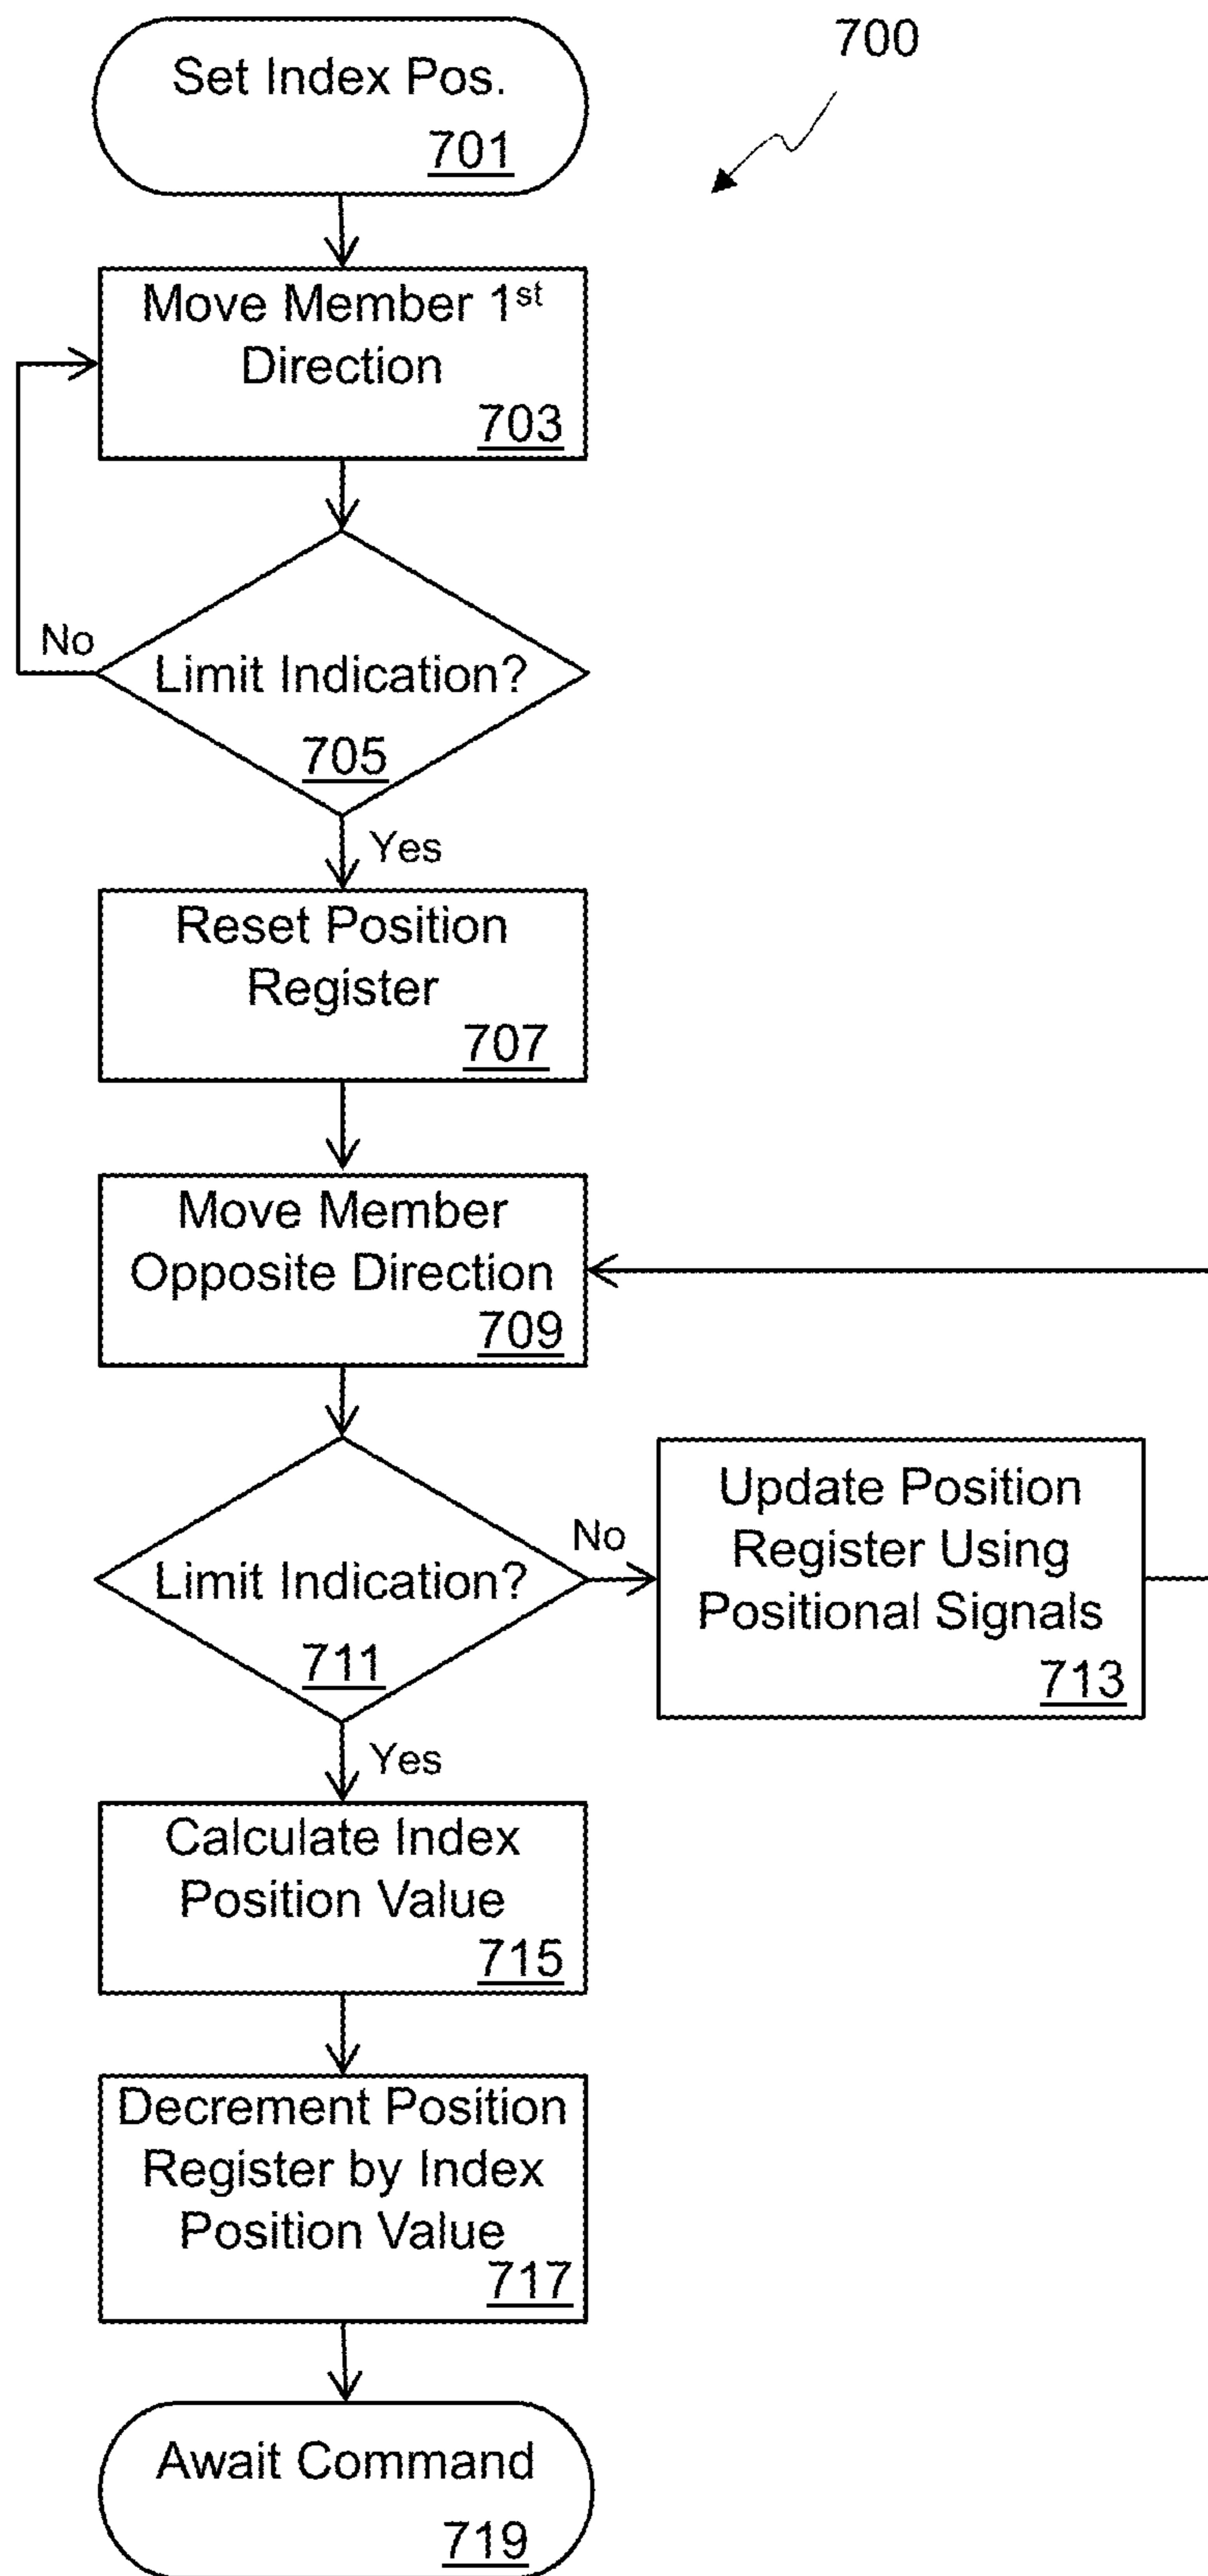 700
Set Index Pos.
701
Move Member 1st
Direction
703
No
Limit Indication?
705
Yes
Reset Position
Register
707
Move Member
Opposite Direction
709
Limit Indication?
711
No
Update Position
Register Using
Positional Signals
713
Yes
Calculate Index
Position Value
715
Decrement Position
Register by Index
Position Value
717
Await Command
719